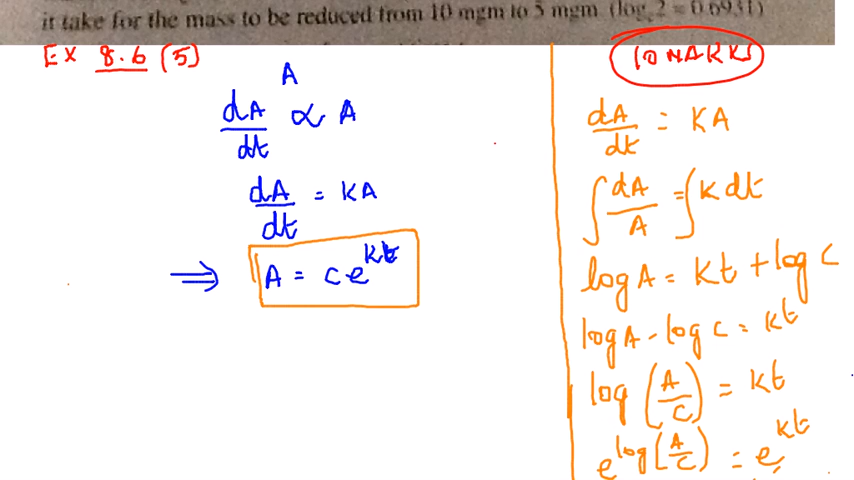 it take for the mass to be reduced from 10 mgm to 5 mgm (logₑ 2 = 0.6931)
EX 8.6 (5)
A
dA/dt ∝ A
dA/dt = KA
⇒ A = ce^kt
10 MARKS
dA/dt = KA
∫ dA/A = ∫ K dt
log A = Kt + log C
log A - log C = Kt
log (A/C) = Kt
e^log(A/C) = e^Kt